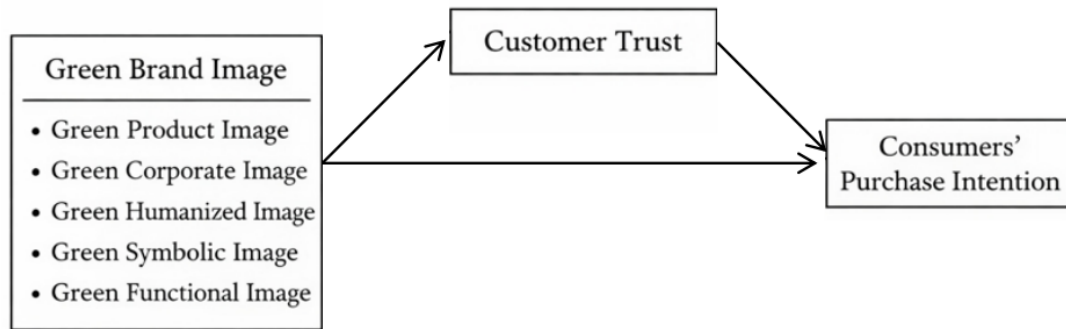 Green Brand Image
• Green Product Image
• Green Corporate Image
• Green Humanized Image
• Green Symbolic Image
• Green Functional Image
Customer Trust
Consumers’
Purchase Intention